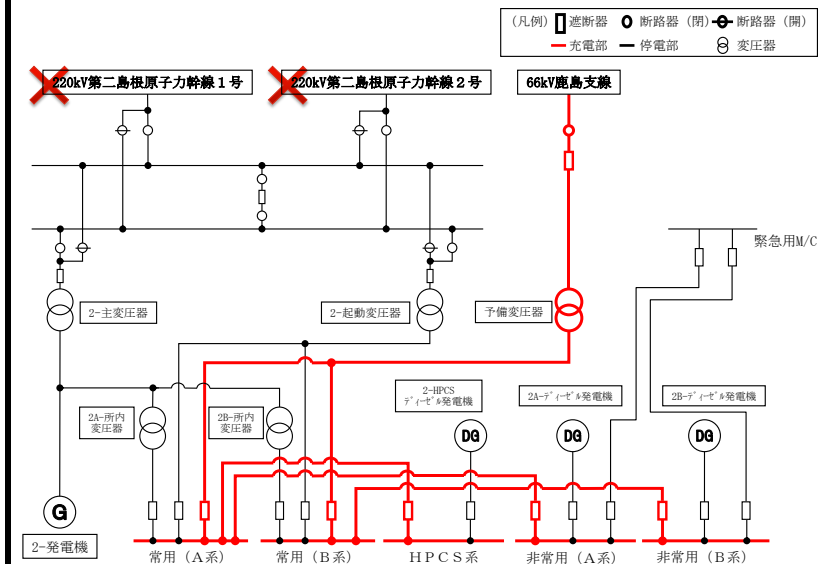 (凡例) 遮断器 断路器(閉) 断路器(開)
充電部 停電部 変圧器
220kV第二島根原子力幹線1号
220kV第二島根原子力幹線2号
66kV鹿島支線
緊急用M/C
2-主変圧器
2-起動変圧器
予備変圧器
2A-所内
変圧器
2B-所内
変圧器
2-HPCS
ディーゼル発電機
2A-ディーゼル発電機
2B-ディーゼル発電機
DG
DG
DG
G
2-発電機
常用(A系)
常用(B系)
HPCS系
非常用(A系)
非常用(B系)